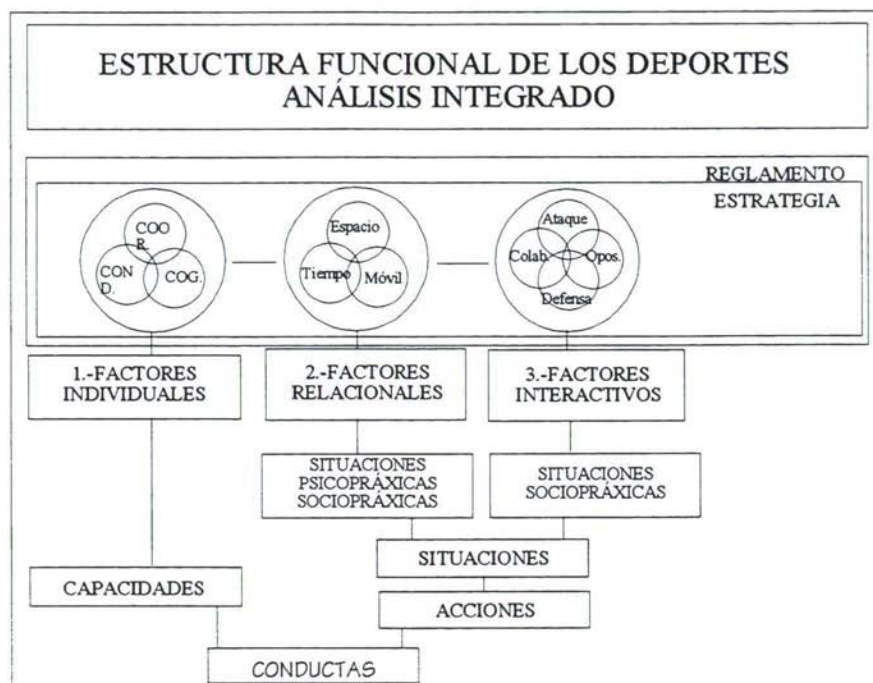 ESTRUCTURA FUNCIONAL DE LOS DEPORTES
ANÁLISIS INTEGRADO
REGLAMENTO
ESTRATEGIA
COO
R.
CON
D.
COG.
Espacio
Tiempo
Móvil
Ataque
Colab.
Opos.
Defensa
1.-FACTORES
INDIVIDUALES
2.-FACTORES
RELACIONALES
3.-FACTORES
INTERACTIVOS
SITUACIONES
PSICOPRÁXICAS
SOCIOPRÁXICAS
SITUACIONES
SOCIOPRÁXICAS
SITUACIONES
CAPACIDADES
ACCIONES
CONDUCTAS